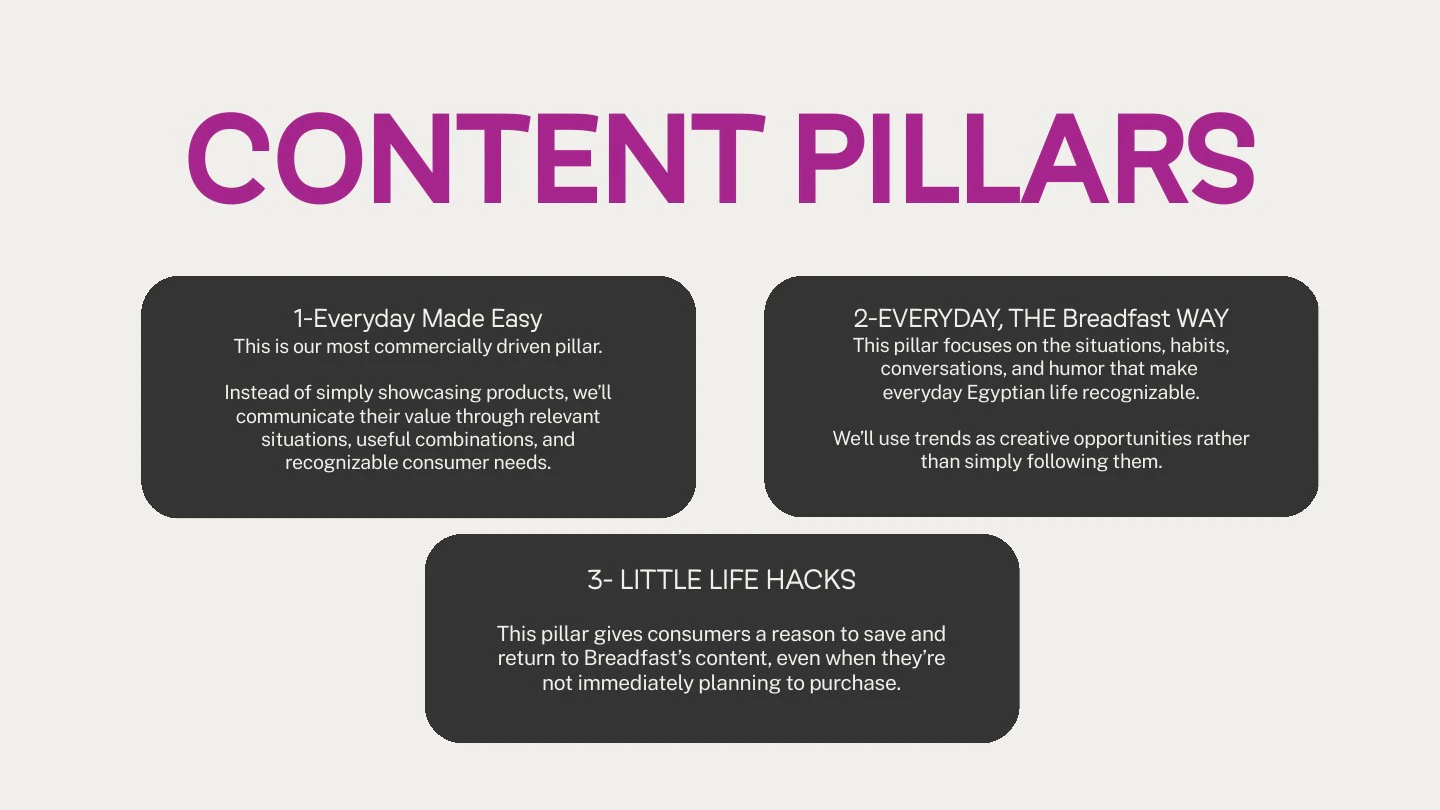 CONTENT PILLARS
1-Everyday Made Easy
This is our most commercially driven pillar.
Instead of simply showcasing products, we’ll
communicate their value through relevant
situations, useful combinations, and
recognizable consumer needs.
2-EVERYDAY, THE Breadfast WAY
This pillar focuses on the situations, habits,
conversations, and humor that make
everyday Egyptian life recognizable.
We’ll use trends as creative opportunities rather
than simply following them.
3- LITTLE LIFE HACKS
This pillar gives consumers a reason to save and
return to Breadfast’s content, even when they’re
not immediately planning to purchase.